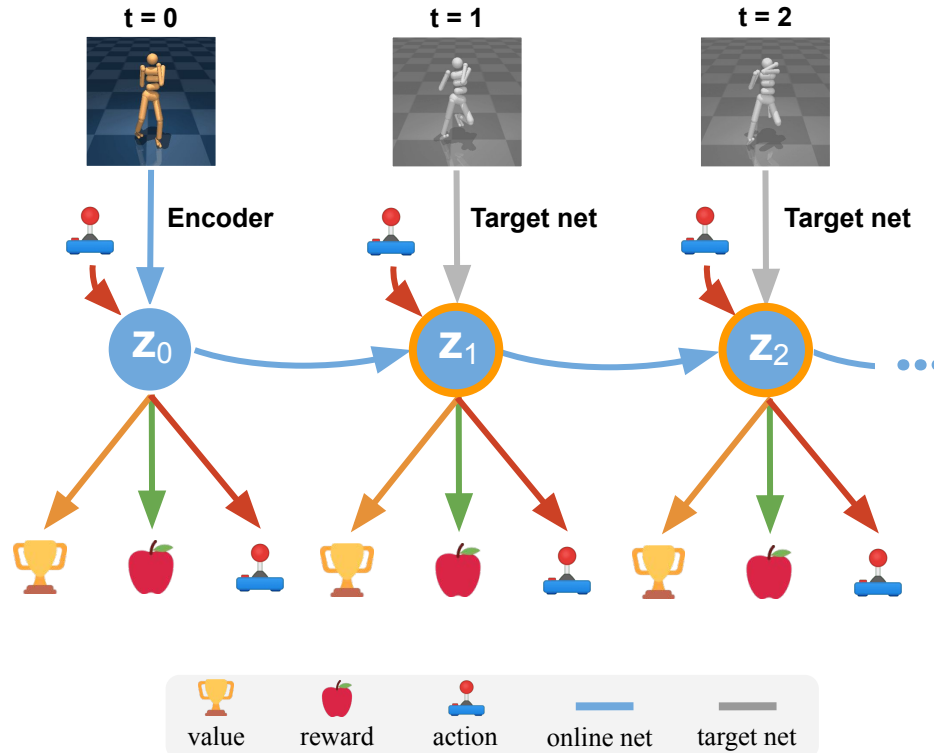 t = 0 t = 1 t = 2
Encoder Target net Target net
z0 z1 z2
value reward action online net target net